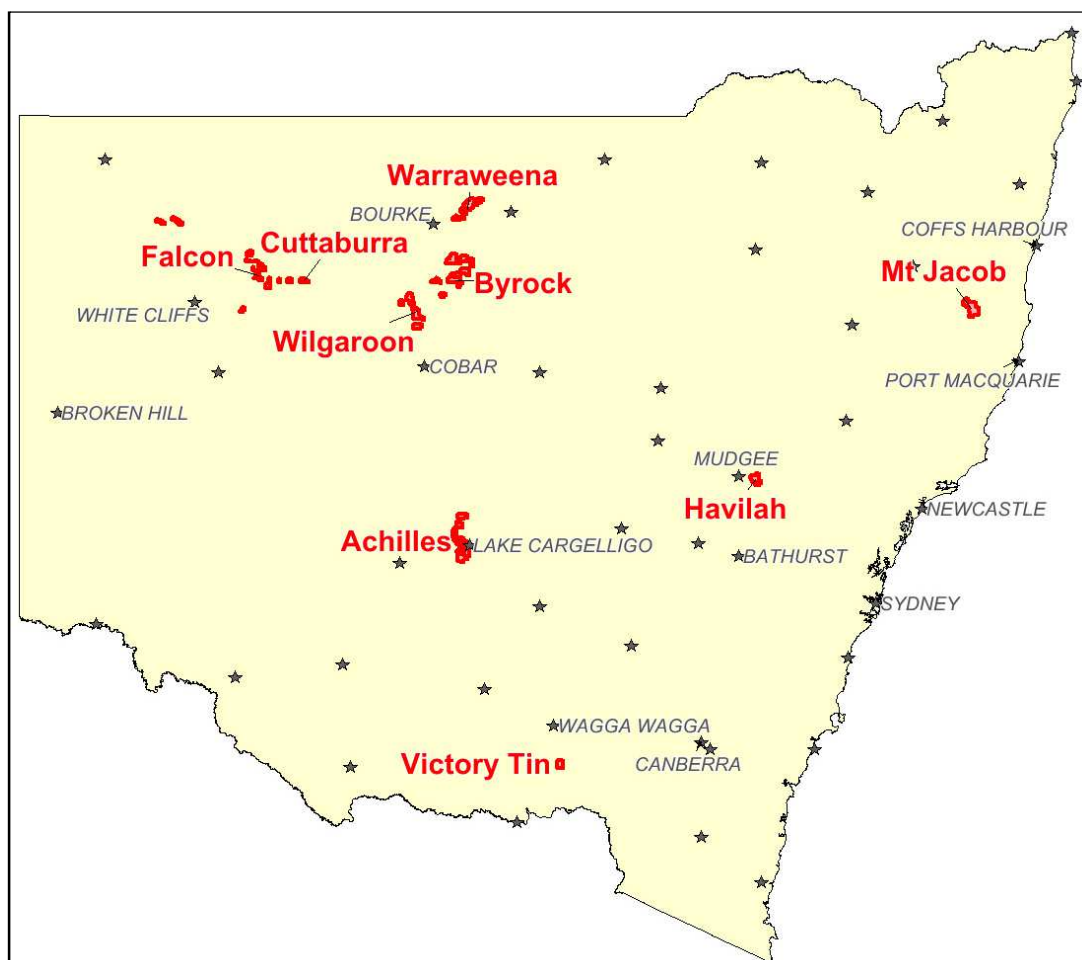 Warraweena
BOURKE
COFFS HARBOUR
Cuttaburra
Falcon
Mt Jacob
Byrock
WHITE CLIFFS
Wilgaroon
COBAR
PORT MACQUARIE
BROKEN HILL
MUDGEE
Havilah
NEWCASTLE
Achilles
LAKE CARGELLIGO
BATHURST
SYDNEY
WAGGA WAGGA
Victory Tin
CANBERRA